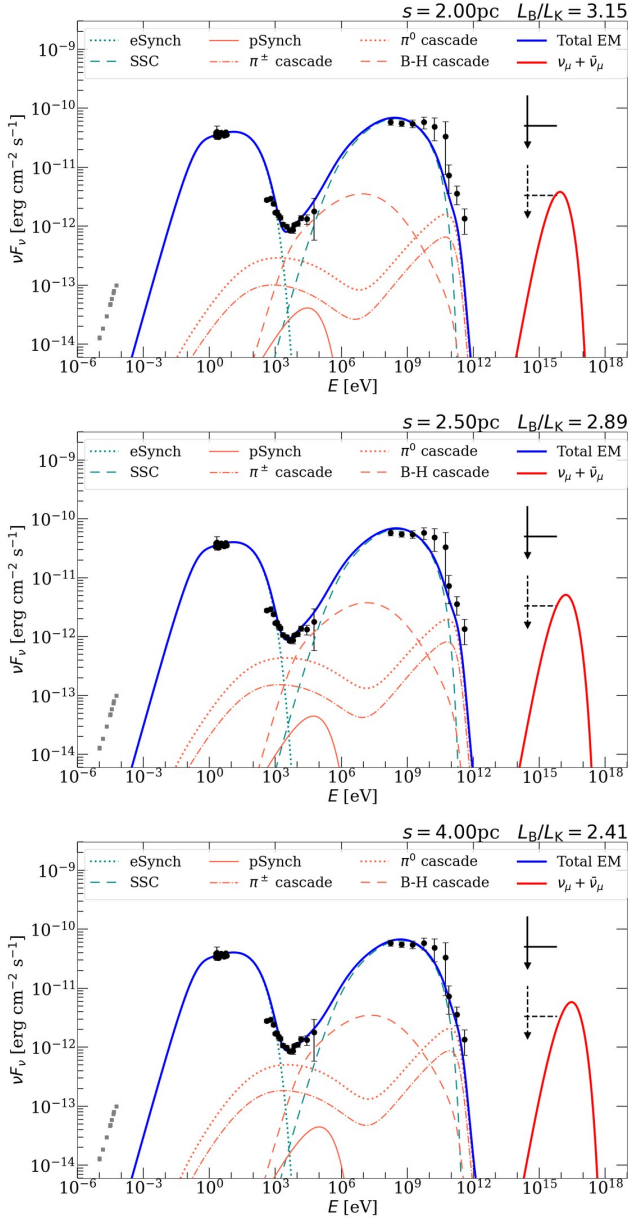 s = 2.00pc L_B/L_K = 3.15
10^−9
eSynch pSynch π^0 cascade Total EM
SSC π^± cascade B-H cascade ν_μ + ν̄_μ
10^−10
10^−11
10^−12
10^−13
10^−14
νF_ν [erg cm^−2 s^−1]
10^−6 10^−3 10^0 10^3 10^6 10^9 10^12 10^15 10^18
E [eV]
s = 2.50pc L_B/L_K = 2.89
10^−9
eSynch pSynch π^0 cascade Total EM
SSC π^± cascade B-H cascade ν_μ + ν̄_μ
10^−10
10^−11
10^−12
10^−13
10^−14
νF_ν [erg cm^−2 s^−1]
10^−6 10^−3 10^0 10^3 10^6 10^9 10^12 10^15 10^18
E [eV]
s = 4.00pc L_B/L_K = 2.41
10^−9
eSynch pSynch π^0 cascade Total EM
SSC π^± cascade B-H cascade ν_μ + ν̄_μ
10^−10
10^−11
10^−12
10^−13
10^−14
νF_ν [erg cm^−2 s^−1]
10^−6 10^−3 10^0 10^3 10^6 10^9 10^12 10^15 10^18
E [eV]